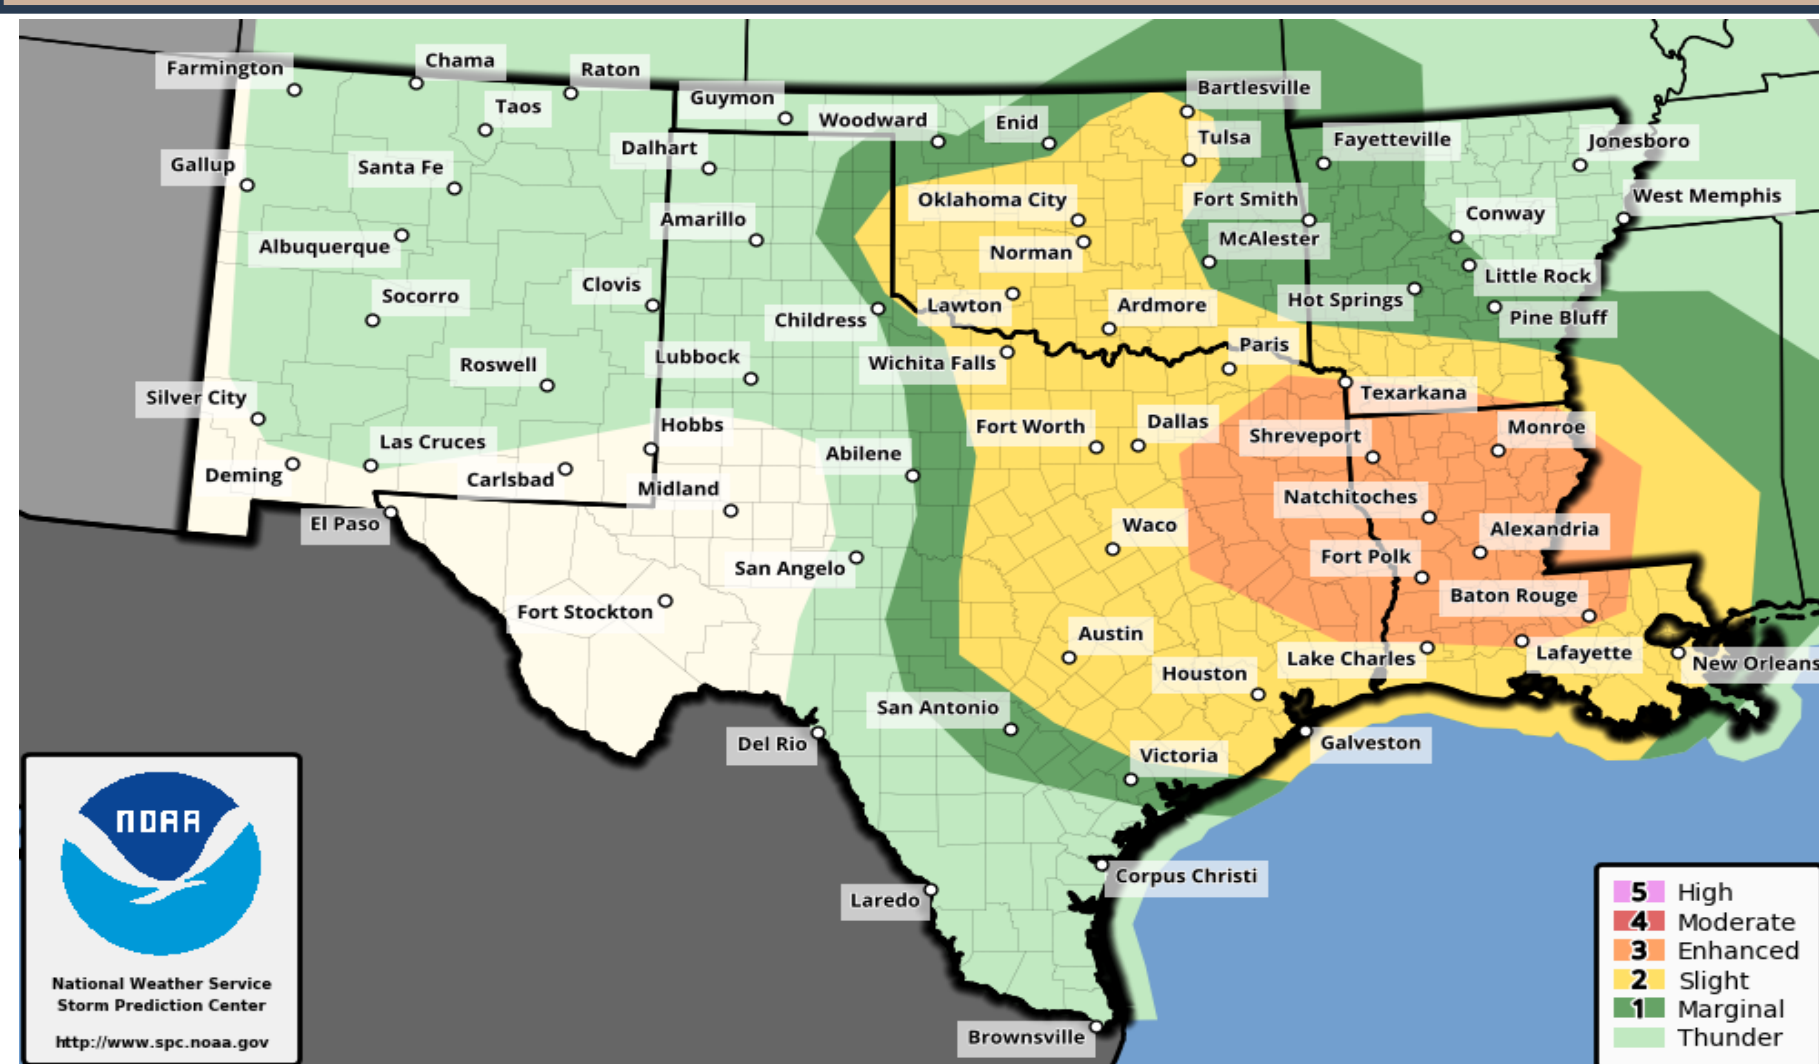 Farmington
Chama
Raton
Taos
Guymon
Woodward
Enid
Bartlesville
Tulsa
Fayetteville
Jonesboro
Gallup
Santa Fe
Dalhart
Oklahoma City
Fort Smith
West Memphis
Conway
Albuquerque
Amarillo
Norman
McAlester
Little Rock
Socorro
Clovis
Childress
Lawton
Ardmore
Hot Springs
Pine Bluff
Roswell
Lubbock
Wichita Falls
Paris
Silver City
Texarkana
Las Cruces
Hobbs
Abilene
Fort Worth
Dallas
Shreveport
Monroe
Deming
Carlsbad
Midland
Natchitoches
El Paso
Waco
Alexandria
San Angelo
Fort Polk
Fort Stockton
Baton Rouge
Austin
Houston
Lake Charles
Lafayette
New Orleans
San Antonio
Del Rio
Victoria
Galveston
Corpus Christi
Laredo
Brownsville
NOAA
National Weather Service
Storm Prediction Center
http://www.spc.noaa.gov
5 High
4 Moderate
3 Enhanced
2 Slight
1 Marginal
Thunder